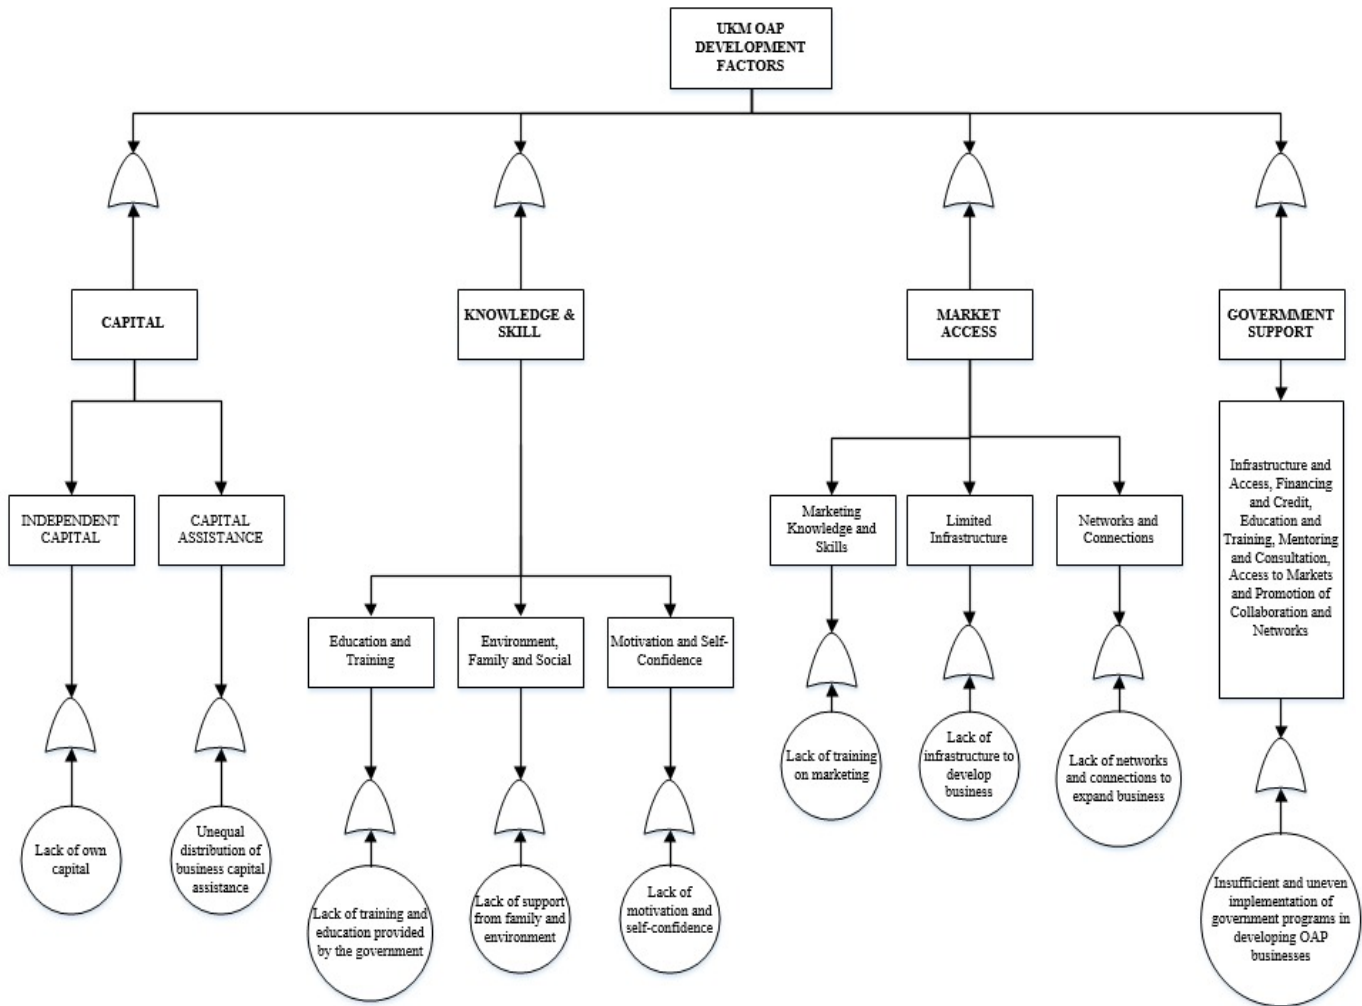 UKM OAP
DEVELOPMENT
FACTORS
CAPITAL
KNOWLEDGE &
SKILL
MARKET
ACCESS
GOVERNMENT
SUPPORT
INDEPENDENT
CAPITAL
CAPITAL
ASSISTANCE
Marketing
Knowledge and
Skills
Limited
Infrastructure
Networks and
Connections
Infrastructure and
Access, Financing
and Credit,
Education and
Training, Mentoring
and Consultation,
Access to Markets
and Promotion of
Collaboration and
Networks
Education and
Training
Environment,
Family and Social
Motivation and Self-
Confidence
Lack of training
on marketing
Lack of
infrastructure to
develop
business
Lack of networks
and connections to
expand business
Lack of own
capital
Unequal
distribution of
business capital
assistance
Lack of training and
education provided
by the government
Lack of support
from family and
environment
Lack of
motivation and
self-confidence
Insufficient and uneven
implementation of
government programs in
developing OAP
businesses